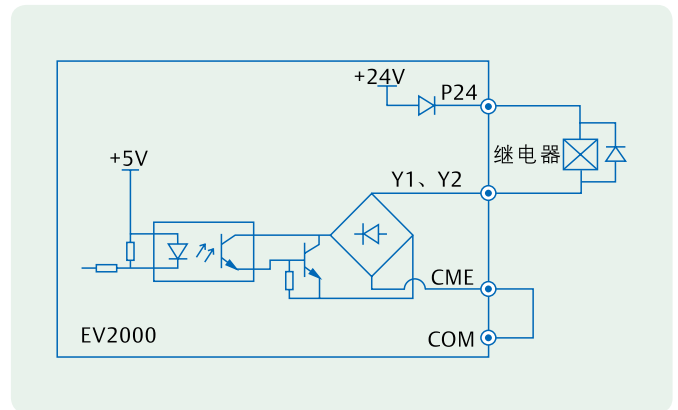 +24V
P24
继电器
+5V
Y1、Y2
CME
EV2000
COM